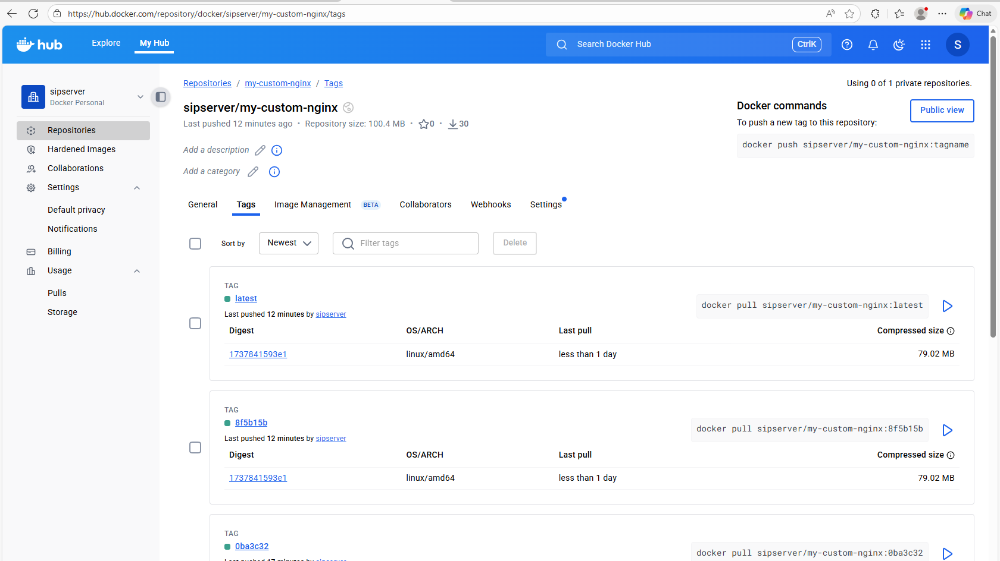 https://hub.docker.com/repository/docker/sipserver/my-custom-nginx/tags
Chat
hub
Explore
My Hub
Search Docker Hub
CtrlK
S
sipserver
Docker Personal
Repositories
Hardened Images
Collaborations
Settings
Default privacy
Notifications
Billing
Usage
Pulls
Storage
Repositories / my-custom-nginx / Tags
Using 0 of 1 private repositories.
sipserver/my-custom-nginx
Last pushed 12 minutes ago • Repository size: 100.4 MB • 0 • 30
Add a description
Add a category
Docker commands
Public view
To push a new tag to this repository:
docker push sipserver/my-custom-nginx:tagname
General
Tags
Image Management BETA
Collaborators
Webhooks
Settings
Sort by
Newest
Filter tags
Delete
TAG
latest
Last pushed 12 minutes by sipserver
docker pull sipserver/my-custom-nginx:latest
Digest OS/ARCH Last pull Compressed size
1737841593e1 linux/amd64 less than 1 day 79.02 MB
TAG
8f5b15b
Last pushed 12 minutes by sipserver
docker pull sipserver/my-custom-nginx:8f5b15b
Digest OS/ARCH Last pull Compressed size
1737841593e1 linux/amd64 less than 1 day 79.02 MB
TAG
0ba3c32
Last pushed 17 minutes by sipserver
docker pull sipserver/my-custom-nginx:0ba3c32